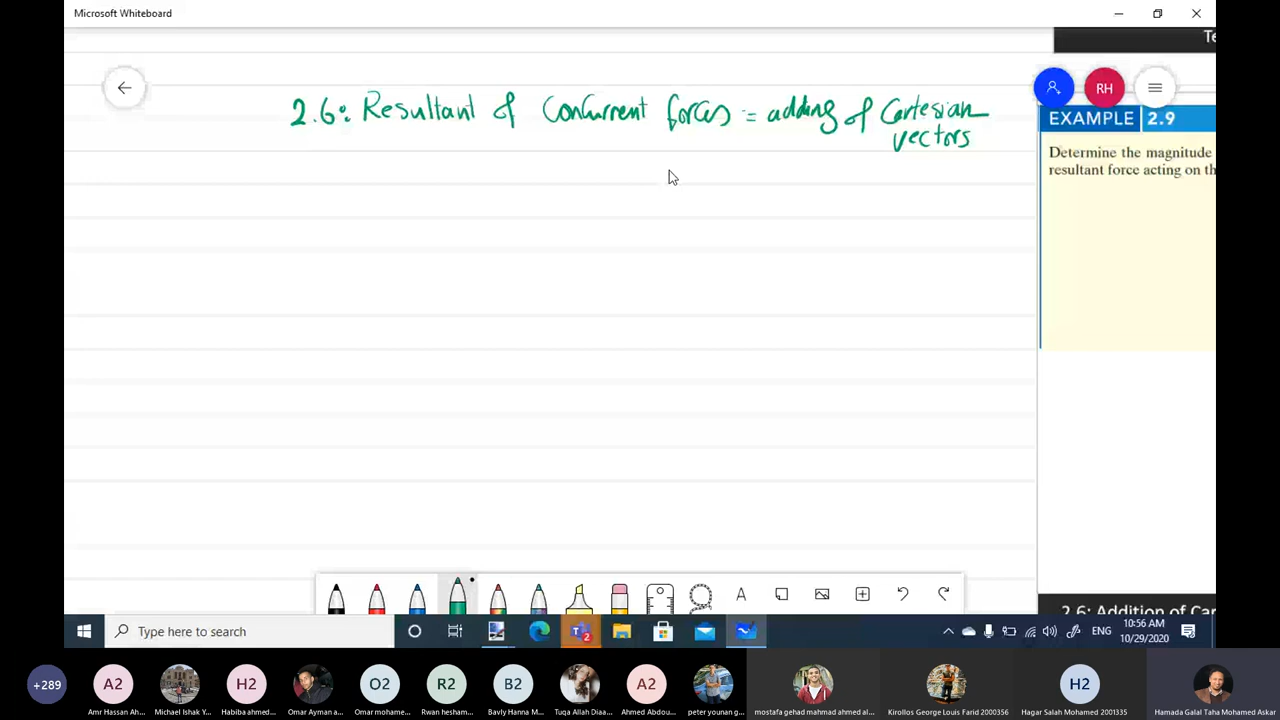 Microsoft Whiteboard
Te
2.6: Resultant of Concurrent forces = adding of Cartesian
vectors
RH
EXAMPLE 2.9
Determine the magnitude
resultant force acting on th
A
2.6: Addition of Car
Type here to search
2
ENG
10:56 AM
10/29/2020
+289
A2
H2
O2
R2
B2
A2
H2
Amr Hassan Ah...
Michael Ishak Y...
Habiba ahmed...
Omar Ayman a...
Omar mohame...
Rwan hesham...
Bavly Hanna M...
Tuqa Allah Diaa...
Ahmed Abdou...
peter younan g...
mostafa gehad mahmad ahmed al...
Kirollos George Louis Farid 2000356
Hagar Salah Mohamed 2001335
Hamada Galal Taha Mohamed Askar